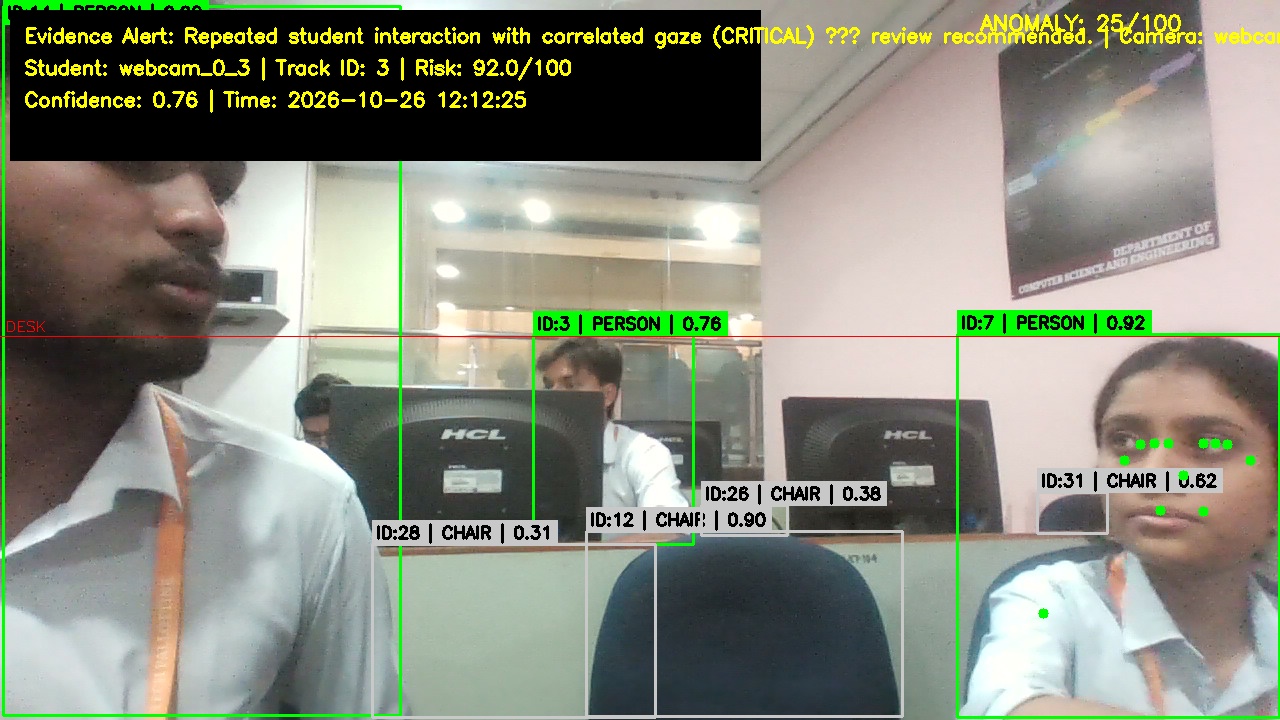 ANOMALY: 25/100
Evidence Alert: Repeated student interaction with correlated gaze (CRITICAL) ??? review recommended. | Camera: webca
Student: webcam_0_3 | Track ID: 3 | Risk: 92.0/100
Confidence: 0.76 | Time: 2026-10-26 12:12:25
DEPARTMENT OF
COMPUTER SCIENCE AND ENGINEERING
DESK
ID:3 | PERSON | 0.76
ID:7 | PERSON | 0.92
HCL
HCL
ID:31 | CHAIR | 0.62
ID:26 | CHAIR | 0.38
ID:12 | CHAIR | 0.90
ID:28 | CHAIR | 0.31